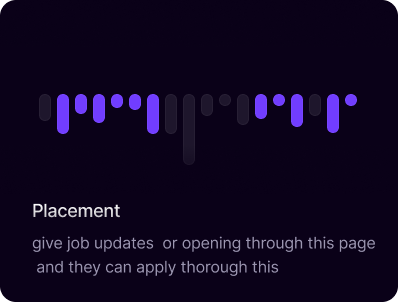 Placement
give job updates  or opening through this page
and they can apply thorough this